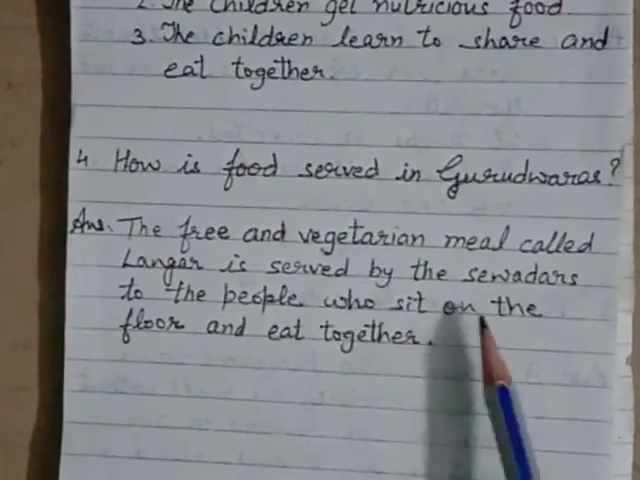 2. The children get nutricious food
3. The children learn to share and
eat together.
4. How is food served in Gurudwaras?
Ans. The free and vegetarian meal called
Langar is served by the sewadars
to the people who sit on the
floor and eat together.